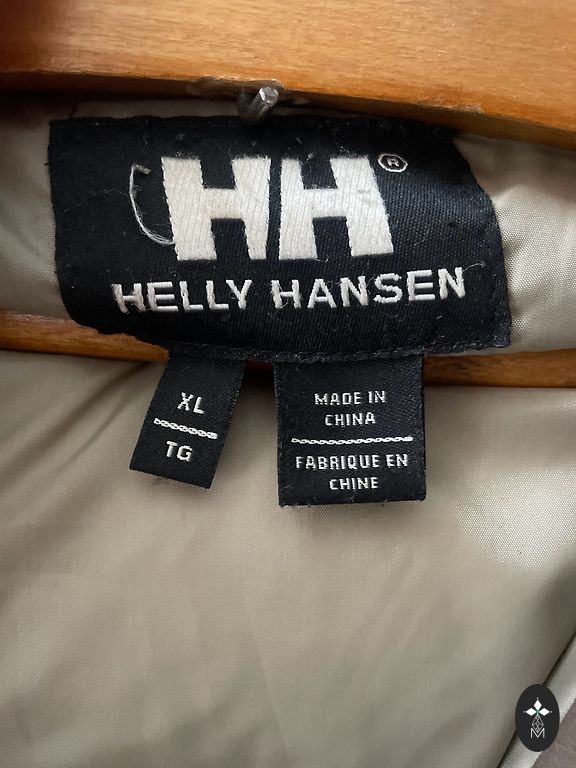 HH®
HELLY HANSEN
XL
TG
MADE IN
CHINA
FABRIQUE EN
CHINE
M